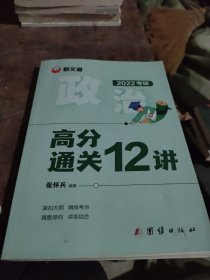 新文道
2022考研
政治
高分
通关12讲
张怀兵 编著
紧扣大纲 精炼考点
真题导向 讲练结合
团结出版社